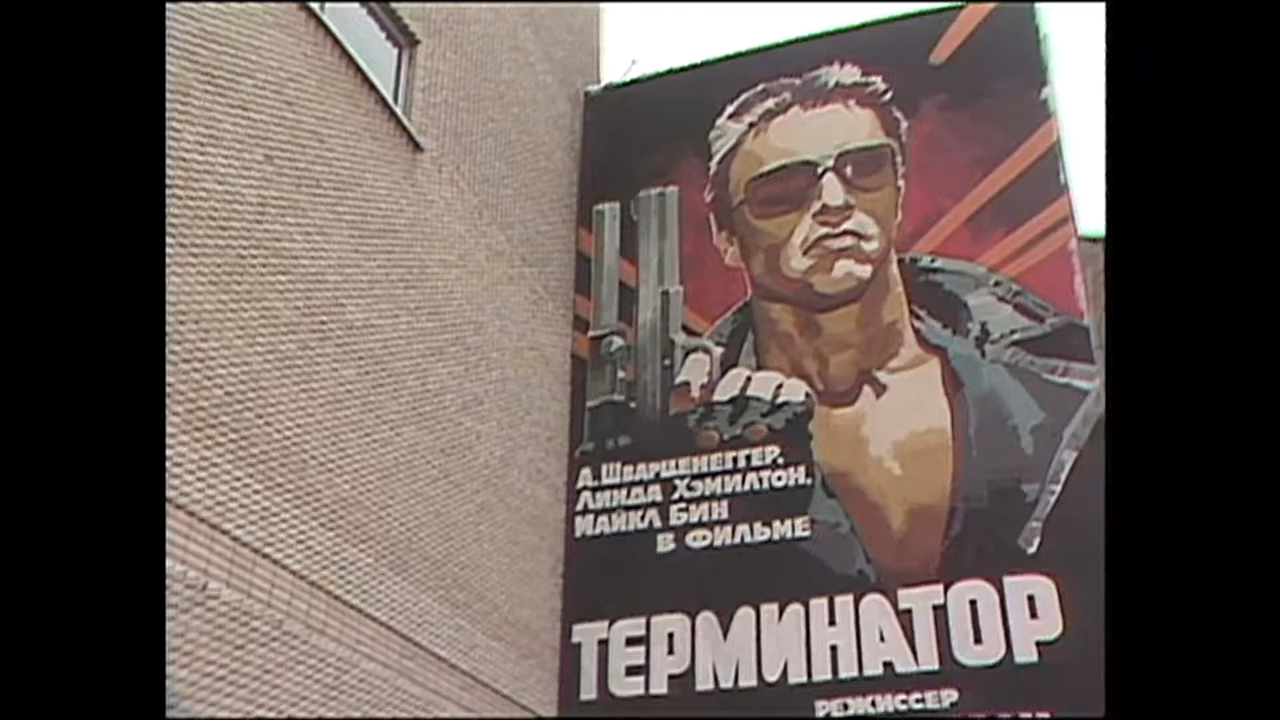 А. ШВАРЦЕНЕГГЕР,
ЛИНДА ХЭМИЛТОН,
МАЙКЛ БИН
В ФИЛЬМЕ
ТЕРМИНАТОР
РЕЖИССЕР